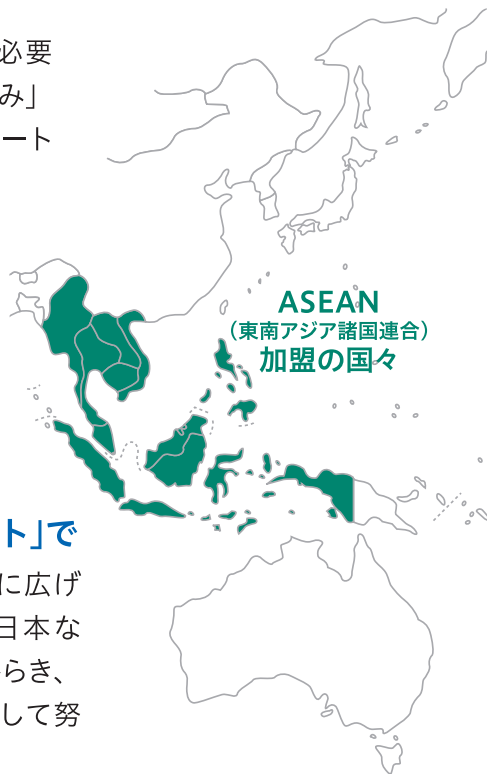 必要
み」
ート
ASEAN
（東南アジア諸国連合）
加盟の国々
ト」で
に広げ
日本な
らき、
して努